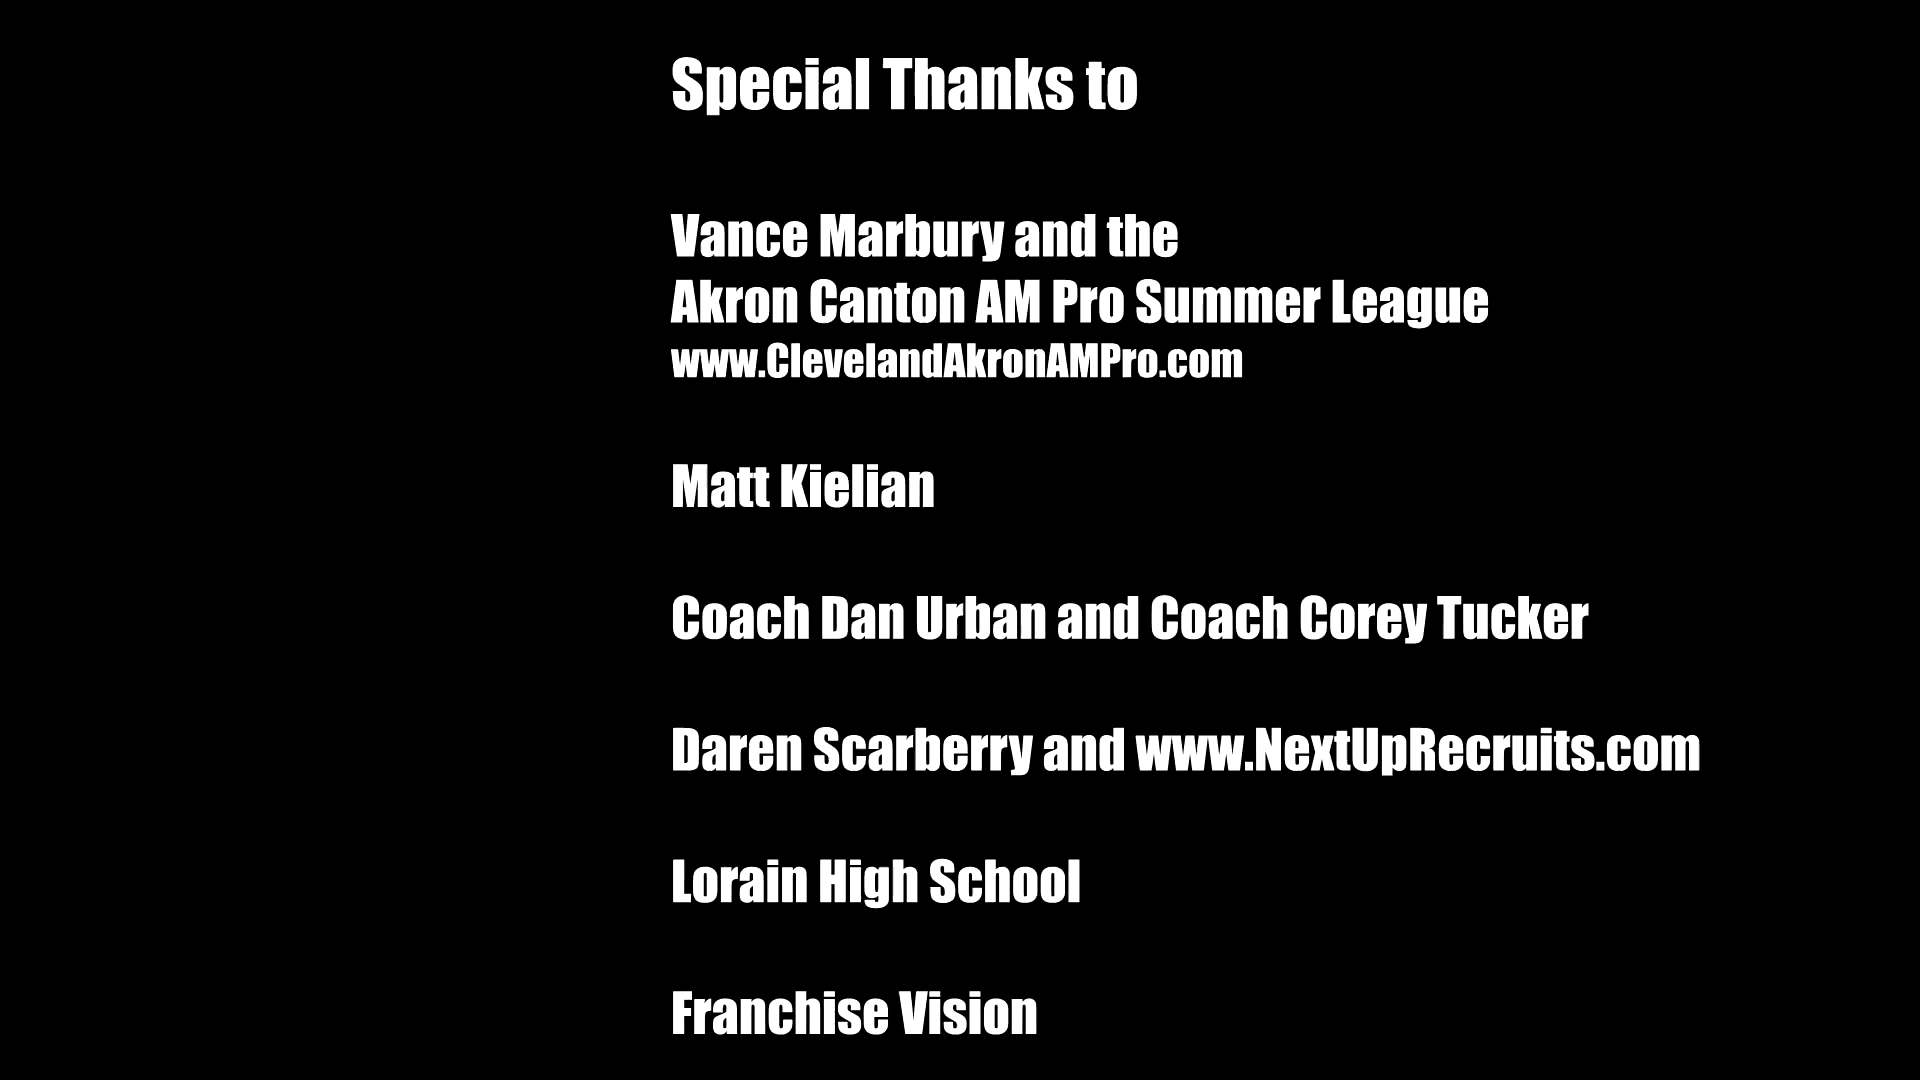 Special Thanks to
Vance Marbury and the
Akron Canton AM Pro Summer League
www.ClevelandAkronAMPro.com
Matt Kielian
Coach Dan Urban and Coach Corey Tucker
Daren Scarberry and www.NextUpRecruits.com
Lorain High School
Franchise Vision